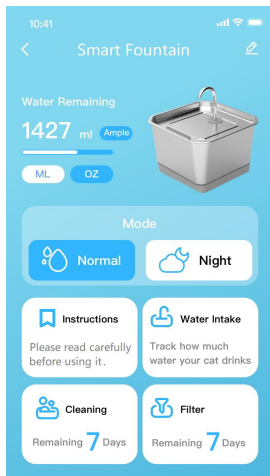 10:41
Smart Fountain
Water Remaining
1427 ml Ample
ML OZ
Mode
Normal Night
Instructions
Please read carefully
before using it.
Water Intake
Track how much
water your cat drinks
Cleaning
Remaining 7 Days
Filter
Remaining 7 Days